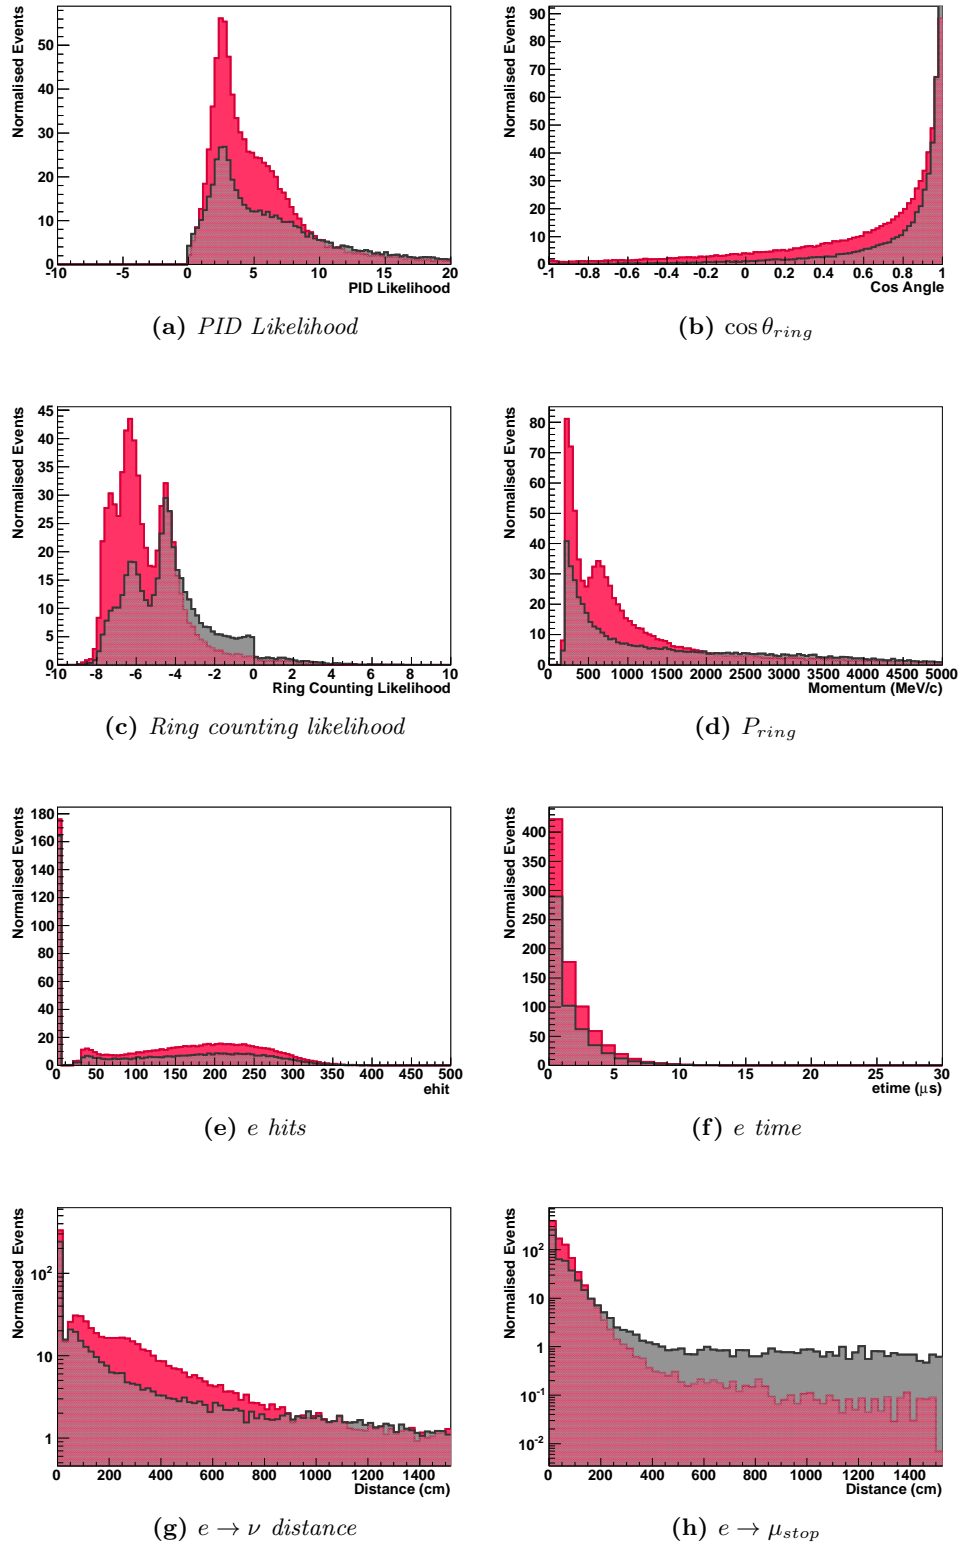 Normalised Events
50
40
30
20
10
0
-10 -5 0 5 10 15 20
PID Likelihood
(a) PID Likelihood
Normalised Events
90
80
70
60
50
40
30
20
10
0
-1 -0.8 -0.6 -0.4 -0.2 0 0.2 0.4 0.6 0.8 1
Cos Angle
(b) cos θring
Normalised Events
45
40
35
30
25
20
15
10
5
0
-10 -8 -6 -4 -2 0 2 4 6 8 10
Ring Counting Likelihood
(c) Ring counting likelihood
Normalised Events
80
70
60
50
40
30
20
10
0
0 500 1000 1500 2000 2500 3000 3500 4000 4500 5000
Momentum (MeV/c)
(d) Pring
Normalised Events
180
160
140
120
100
80
60
40
20
0
0 50 100 150 200 250 300 350 400 450 500
ehit
(e) e hits
Normalised Events
400
350
300
250
200
150
100
50
0
0 5 10 15 20 25 30
etime (μs)
(f) e time
Normalised Events
10²
10
1
0 200 400 600 800 1000 1200 1400
Distance (cm)
(g) e → ν distance
Normalised Events
10²
10
1
10⁻¹
10⁻²
0 200 400 600 800 1000 1200 1400
Distance (cm)
(h) e → μstop